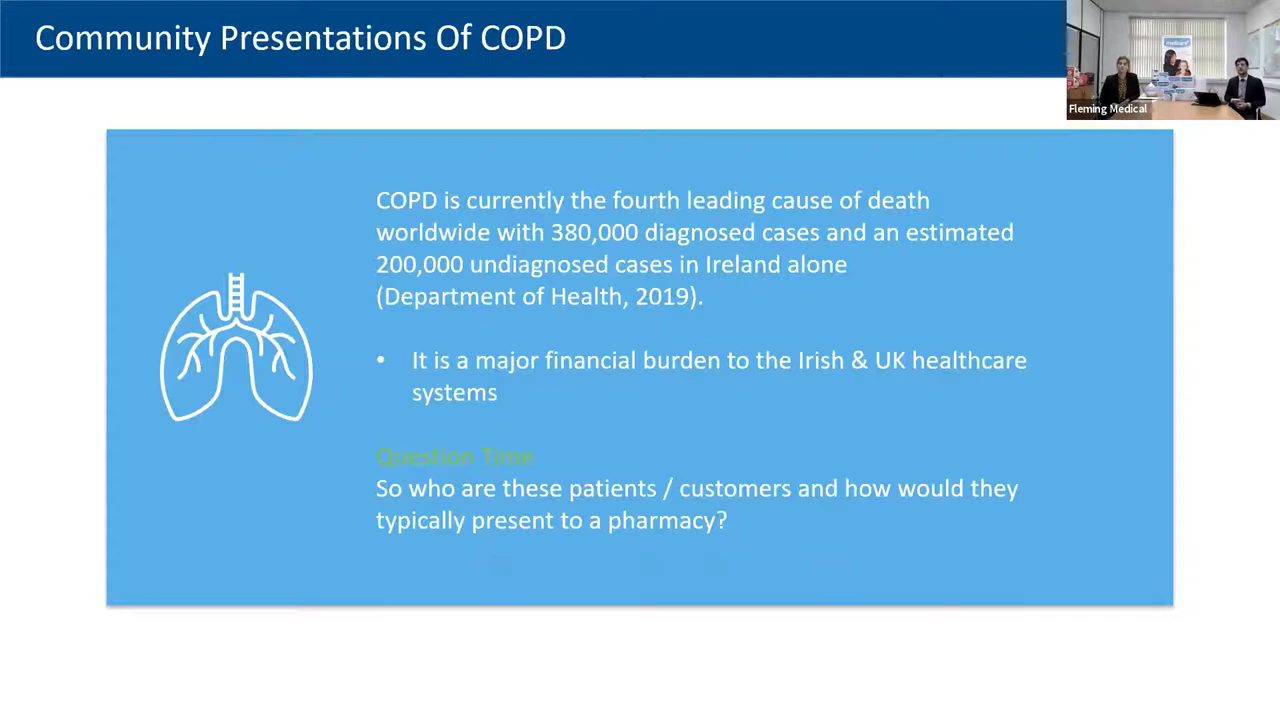 Community Presentations Of COPD
medicare
Fleming Medical
COPD is currently the fourth leading cause of death
worldwide with 380,000 diagnosed cases and an estimated
200,000 undiagnosed cases in Ireland alone
(Department of Health, 2019).
• It is a major financial burden to the Irish & UK healthcare
systems
Question Time
So who are these patients / customers and how would they
typically present to a pharmacy?